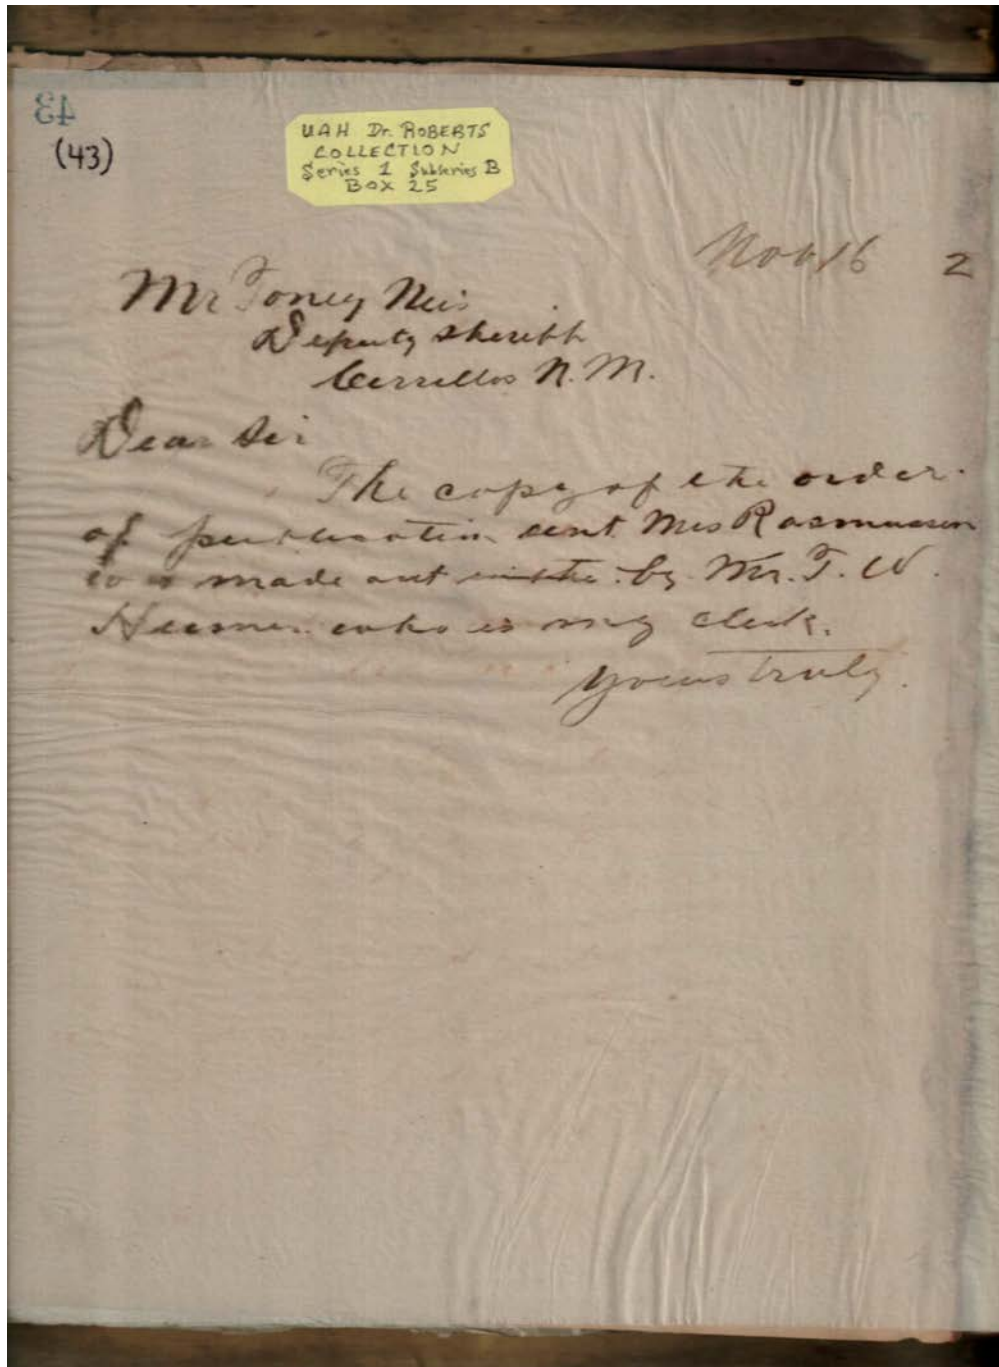 43
(43)
UAH Dr. ROBERTS
COLLECTION
Series 1 Subseries B
BOX 25
Nov 16 2
Mr Toney Neis
Deputy Sheriff
Cerrillos N. M.
Dear Sir
The copy of the order
of publication sent Mrs Rasmussen
was made out by Mr. T. W.
who is my clerk.
Yours truly.